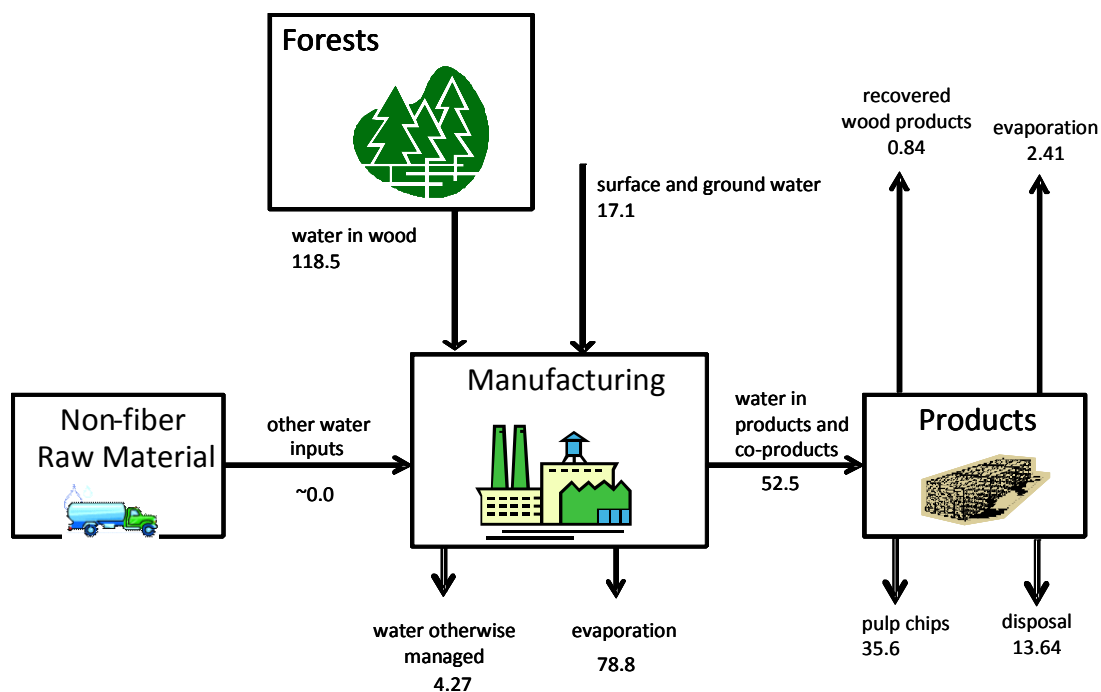 Forests
recovered
wood products
0.84
evaporation
2.41
surface and ground water
17.1
water in wood
118.5
Manufacturing
Non-fiber
Raw Material
other water
inputs
~0.0
water in
products and
co-products
52.5
Products
water otherwise
managed
4.27
evaporation
78.8
pulp chips
35.6
disposal
13.64